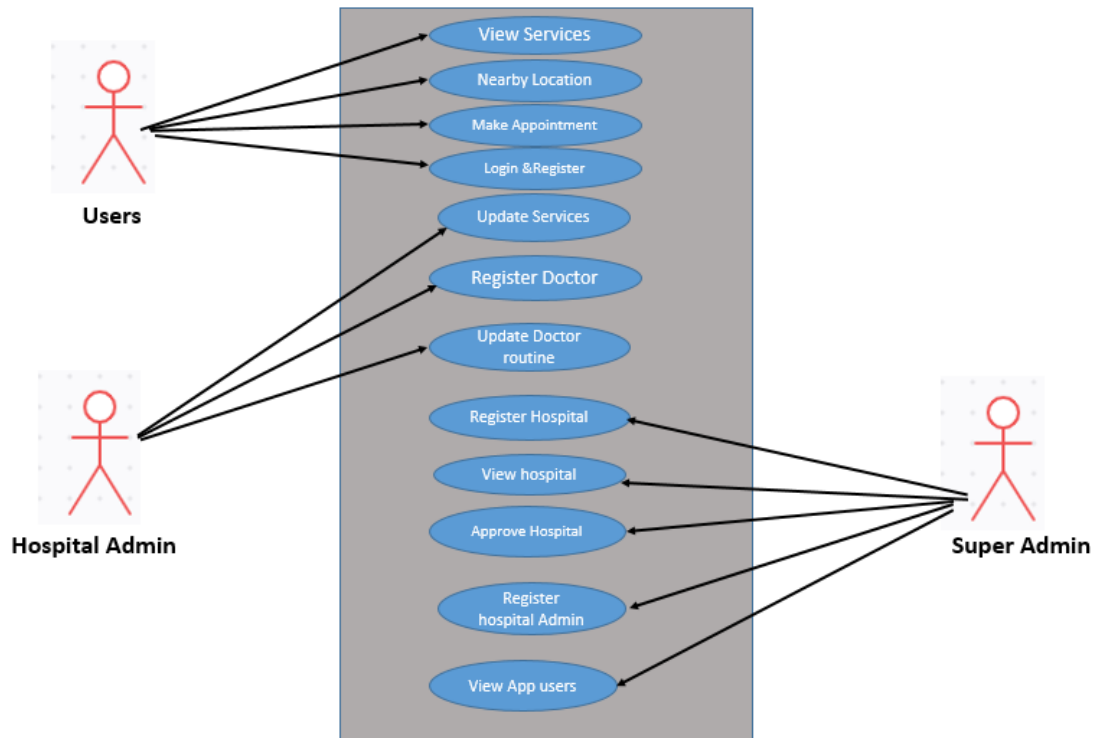 View Services
Nearby Location
Make Appointment
Login &Register
Users
Update Services
Register Doctor
Update Doctor
routine
Register Hospital
View hospital
Approve Hospital
Hospital Admin
Super Admin
Register
hospital Admin
View App users